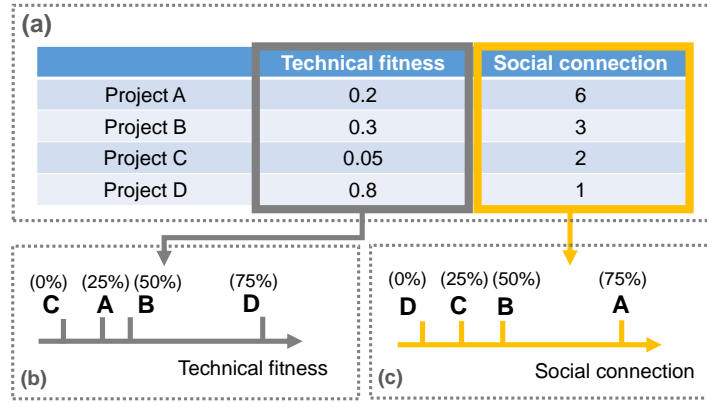 (a)
Technical fitness Social connection
Project A 0.2 6
Project B 0.3 3
Project C 0.05 2
Project D 0.8 1
(0%) (25%) (50%) (75%)
C A B D
Technical fitness
(b)
(0%) (25%) (50%) (75%)
D C B A
Social connection
(c)